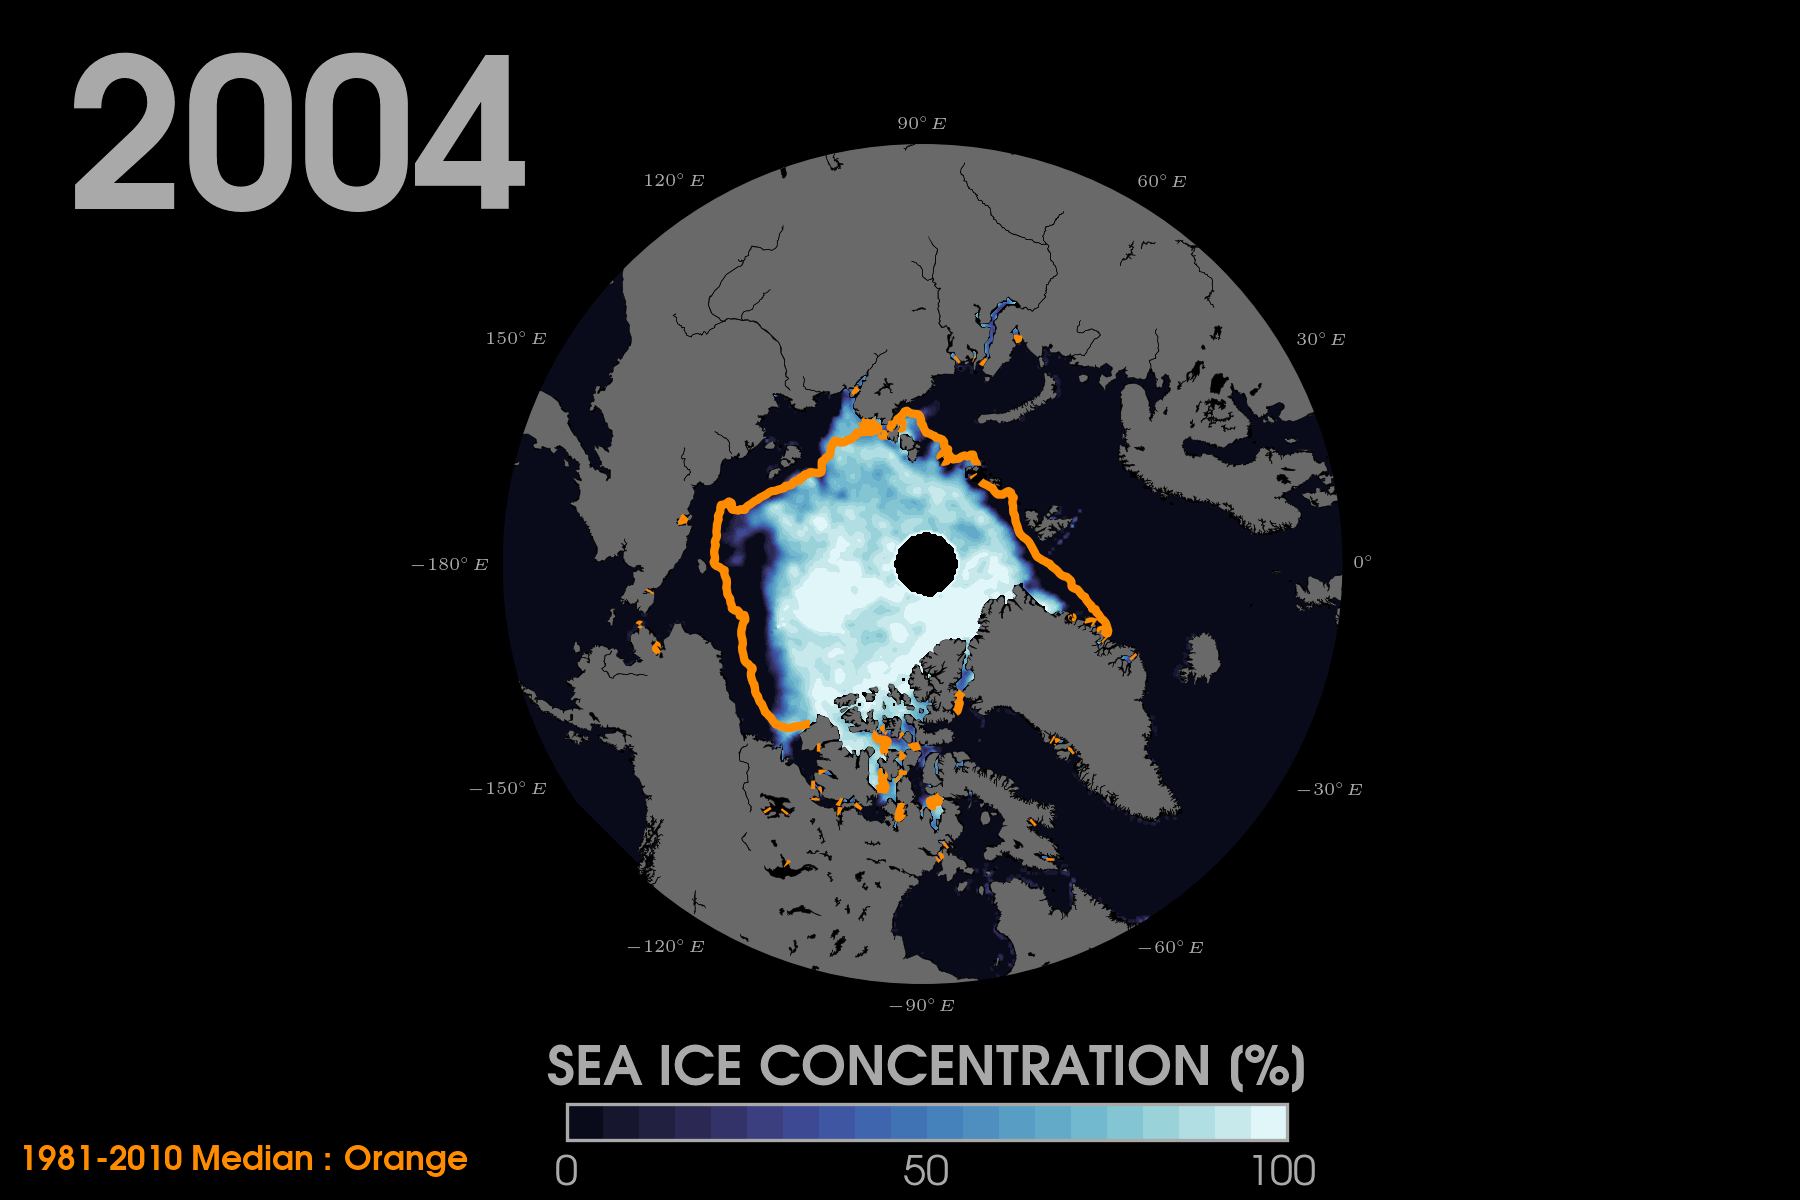 2004
90° E
120° E
60° E
150° E
30° E
−180° E
0°
−150° E
−30° E
−120° E
−60° E
−90° E
SEA ICE CONCENTRATION (%)
0 50 100
1981-2010 Median : Orange